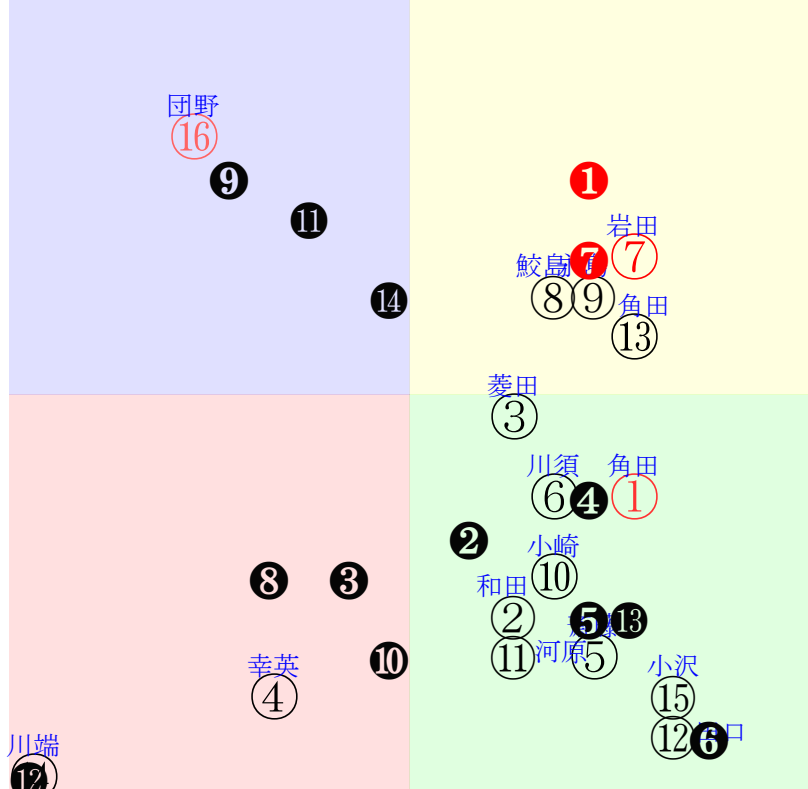 団野
⑯
❾
❶
⓫
岩田
⑦
❼
鮫島
⑧
⑨
⓮
角田
⑬
菱田
③
川須
⑥
❹
角田
①
❷
小崎
⑩
❽
❸
和田
②
❺
⓭
⑪
河原
⑤
❿
幸英
④
小沢
⑮
⑫
❻
口
川端
⓬